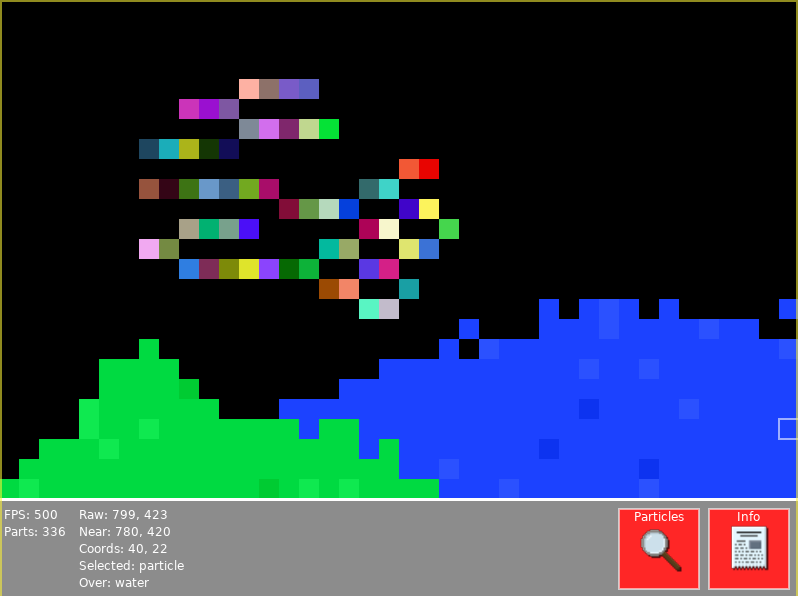 FPS: 500
Parts: 336
Raw: 799, 423
Near: 780, 420
Coords: 40, 22
Selected: particle
Over: water
Particles
Info